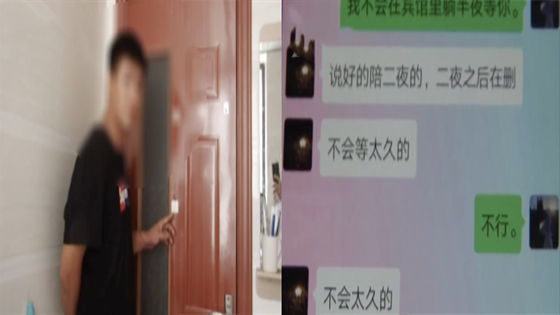 我不会在宾馆里躺半夜等你。
说好的陪二夜的，二夜之后在删
不会等太久的
不行。
不会太久的